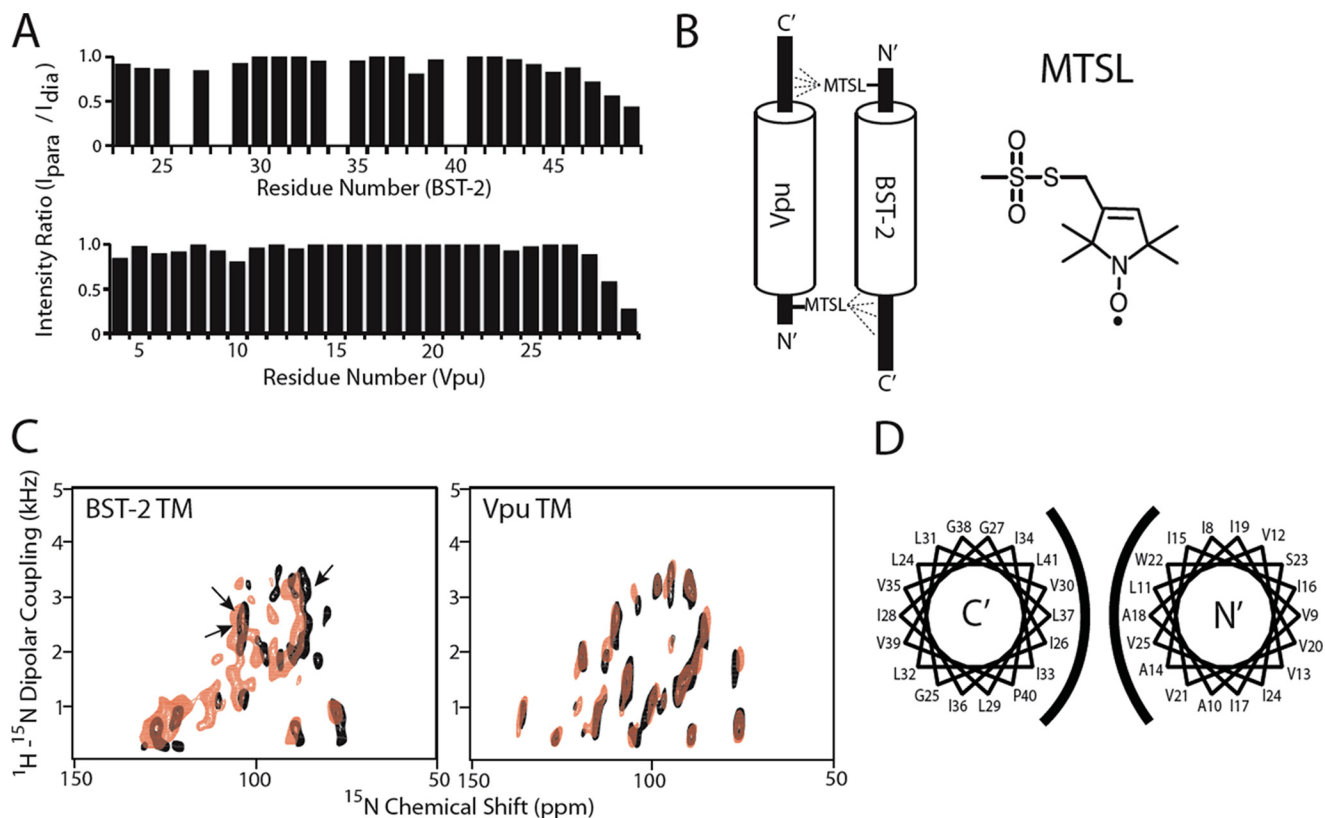 A
Intensity Ratio (Ipara / Idia)
1.0
0.5
0
25 30 35 40 45
Residue Number (BST-2)
1.0
0.5
0
5 10 15 20 25
Residue Number (Vpu)
B
C' N'
MTSL
Vpu BST-2
MTSL
N' C'
MTSL
O
S S
O
N
O
C
¹H -¹⁵N Dipolar Coupling (kHz)
BST-2 TM
5
4
3
2
1
150 100 50
Vpu TM
5
4
3
2
1
100 50
¹⁵N Chemical Shift (ppm)
D
G38 G27
L31 I34
L24 L41
V35 V30
I28 L37
V39 I26
L32 I33
G25 P40
I36 L29
C'
I8 I19
I15 V12
W22 S23
L11 I16
A18 V9
V25 V20
A14 V13
V21 I24
A10 I17
N'